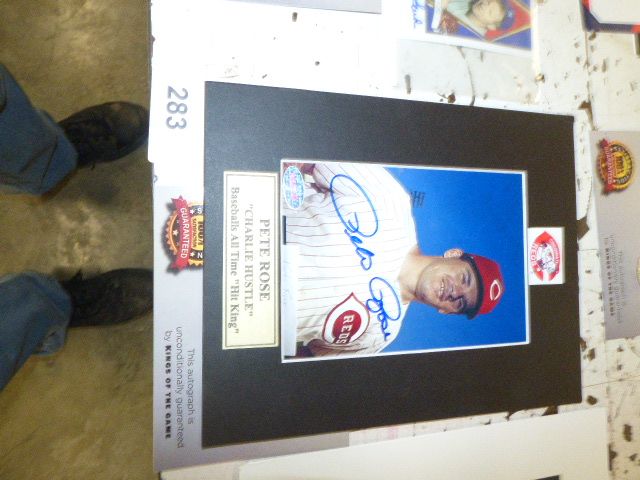 283
PETE ROSE
"CHARLIE HUSTLE"
Baseballs All Time "Hit King"
Pete Rose
REDS
GUARANTEED
This autograph is
unconditionally guaranteed
by KINGS OF THE GAME